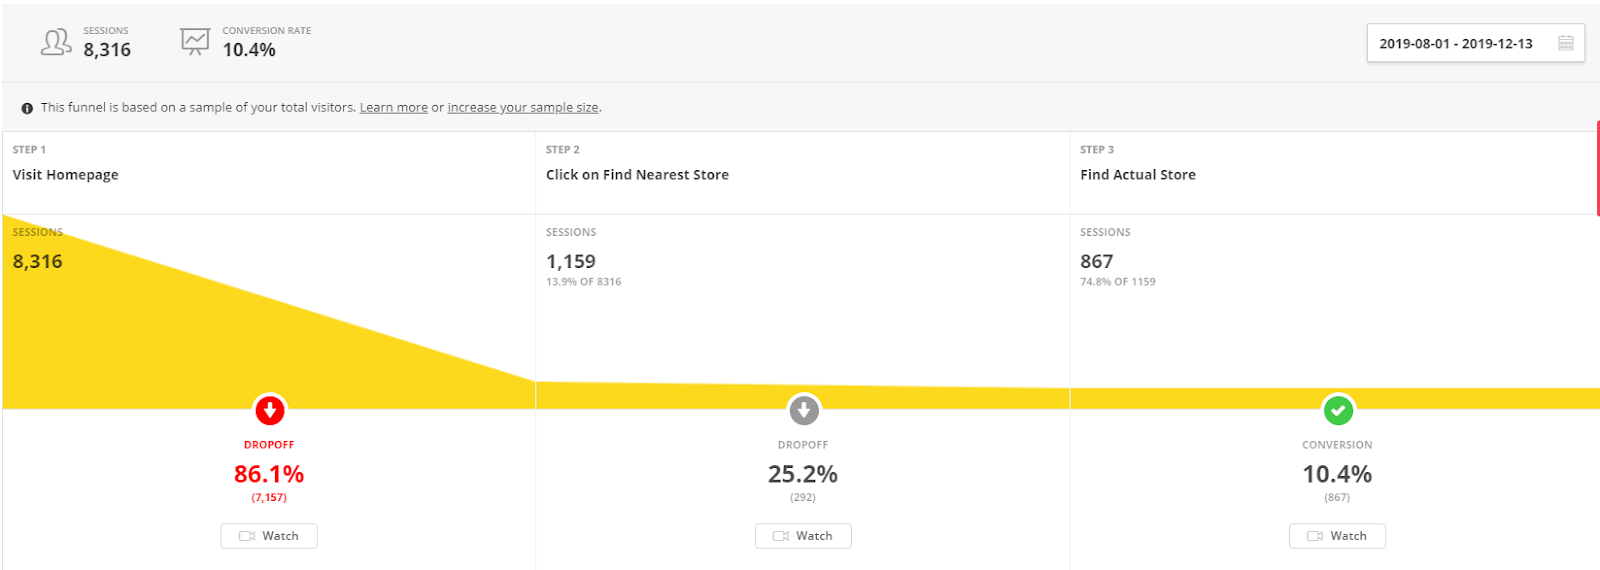 SESSIONS
8,316
CONVERSION RATE
10.4%
2019-08-01 - 2019-12-13
This funnel is based on a sample of your total visitors. Learn more or increase your sample size.
STEP 1
Visit Homepage
STEP 2
Click on Find Nearest Store
STEP 3
Find Actual Store
SESSIONS
8,316
SESSIONS
1,159
13.9% OF 8316
SESSIONS
867
74.8% OF 1159
DROPOFF
86.1%
(7,157)
Watch
DROPOFF
25.2%
(292)
Watch
CONVERSION
10.4%
(867)
Watch